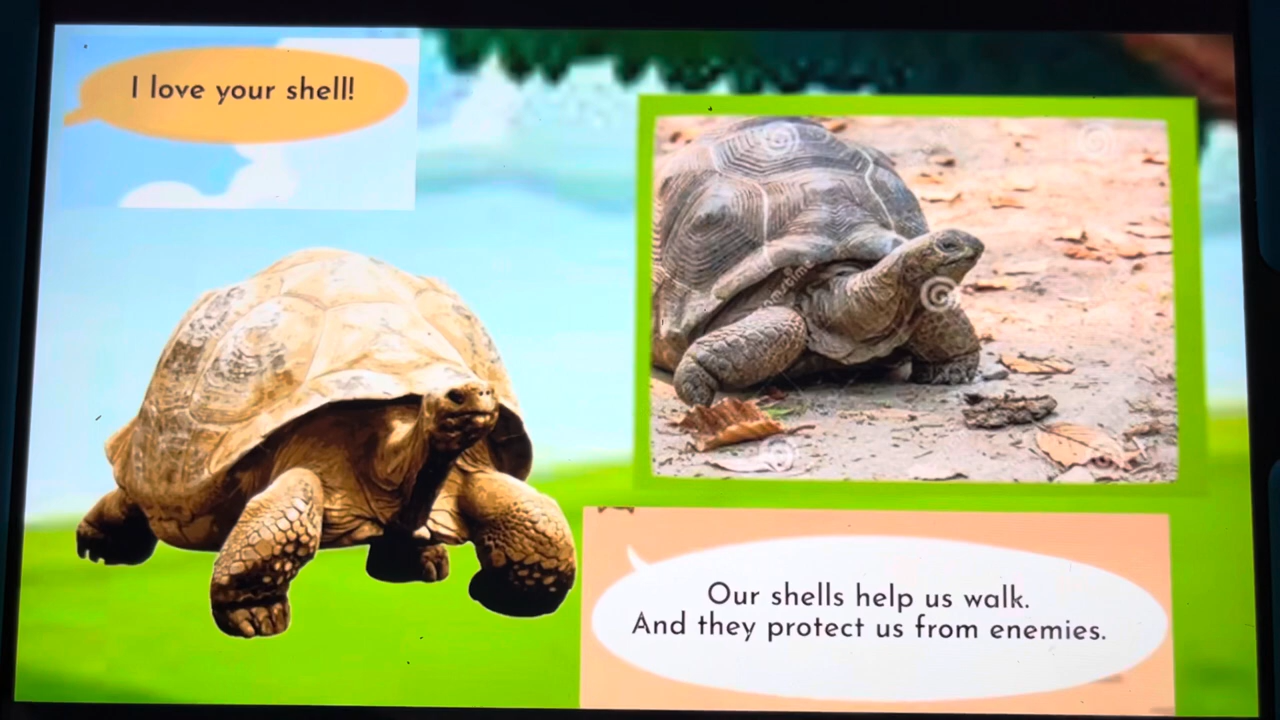 I love your shell!
Our shells help us walk.
And they protect us from enemies.